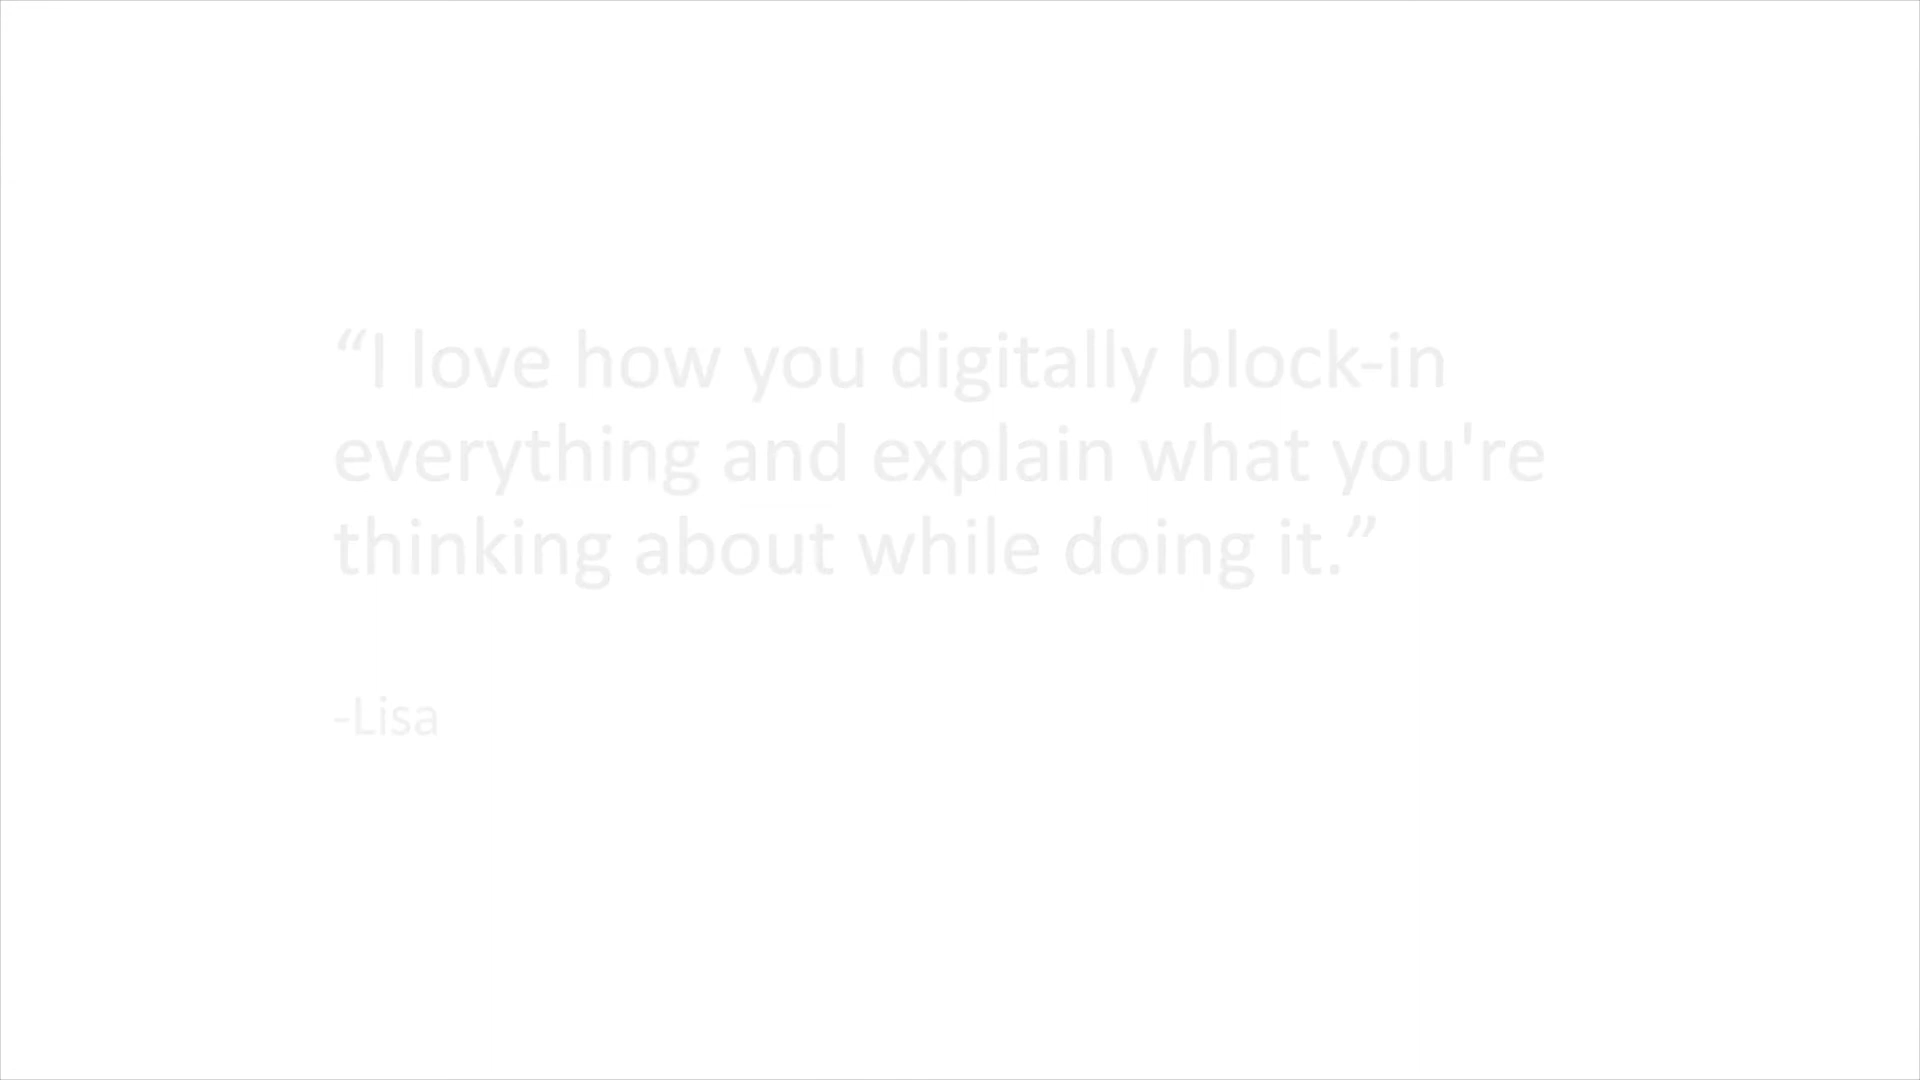 “I love how you digitally block-in
everything and explain what you're
thinking about while doing it.”
-Lisa